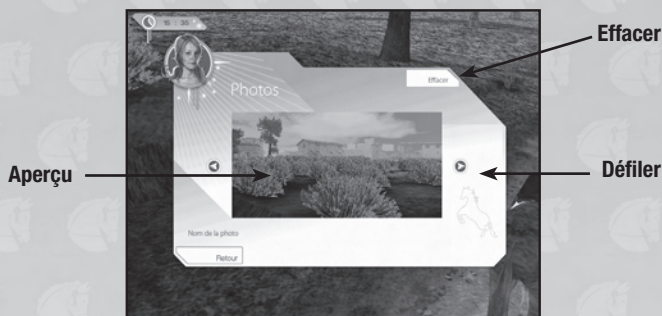 Effacer
Effacer
Photos
Aperçu
Défiler
Nom de la photo
Retour